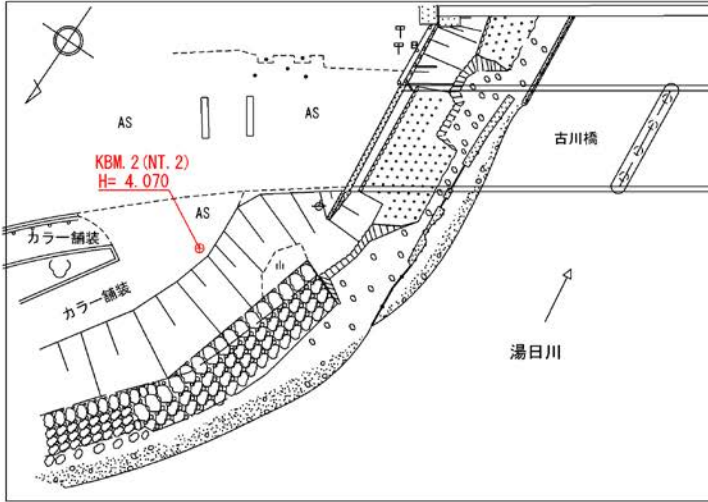 AS
AS
古川橋
KBM.2(NT.2)
H= 4.070
AS
カラー舗装
カラー舗装
湯日川